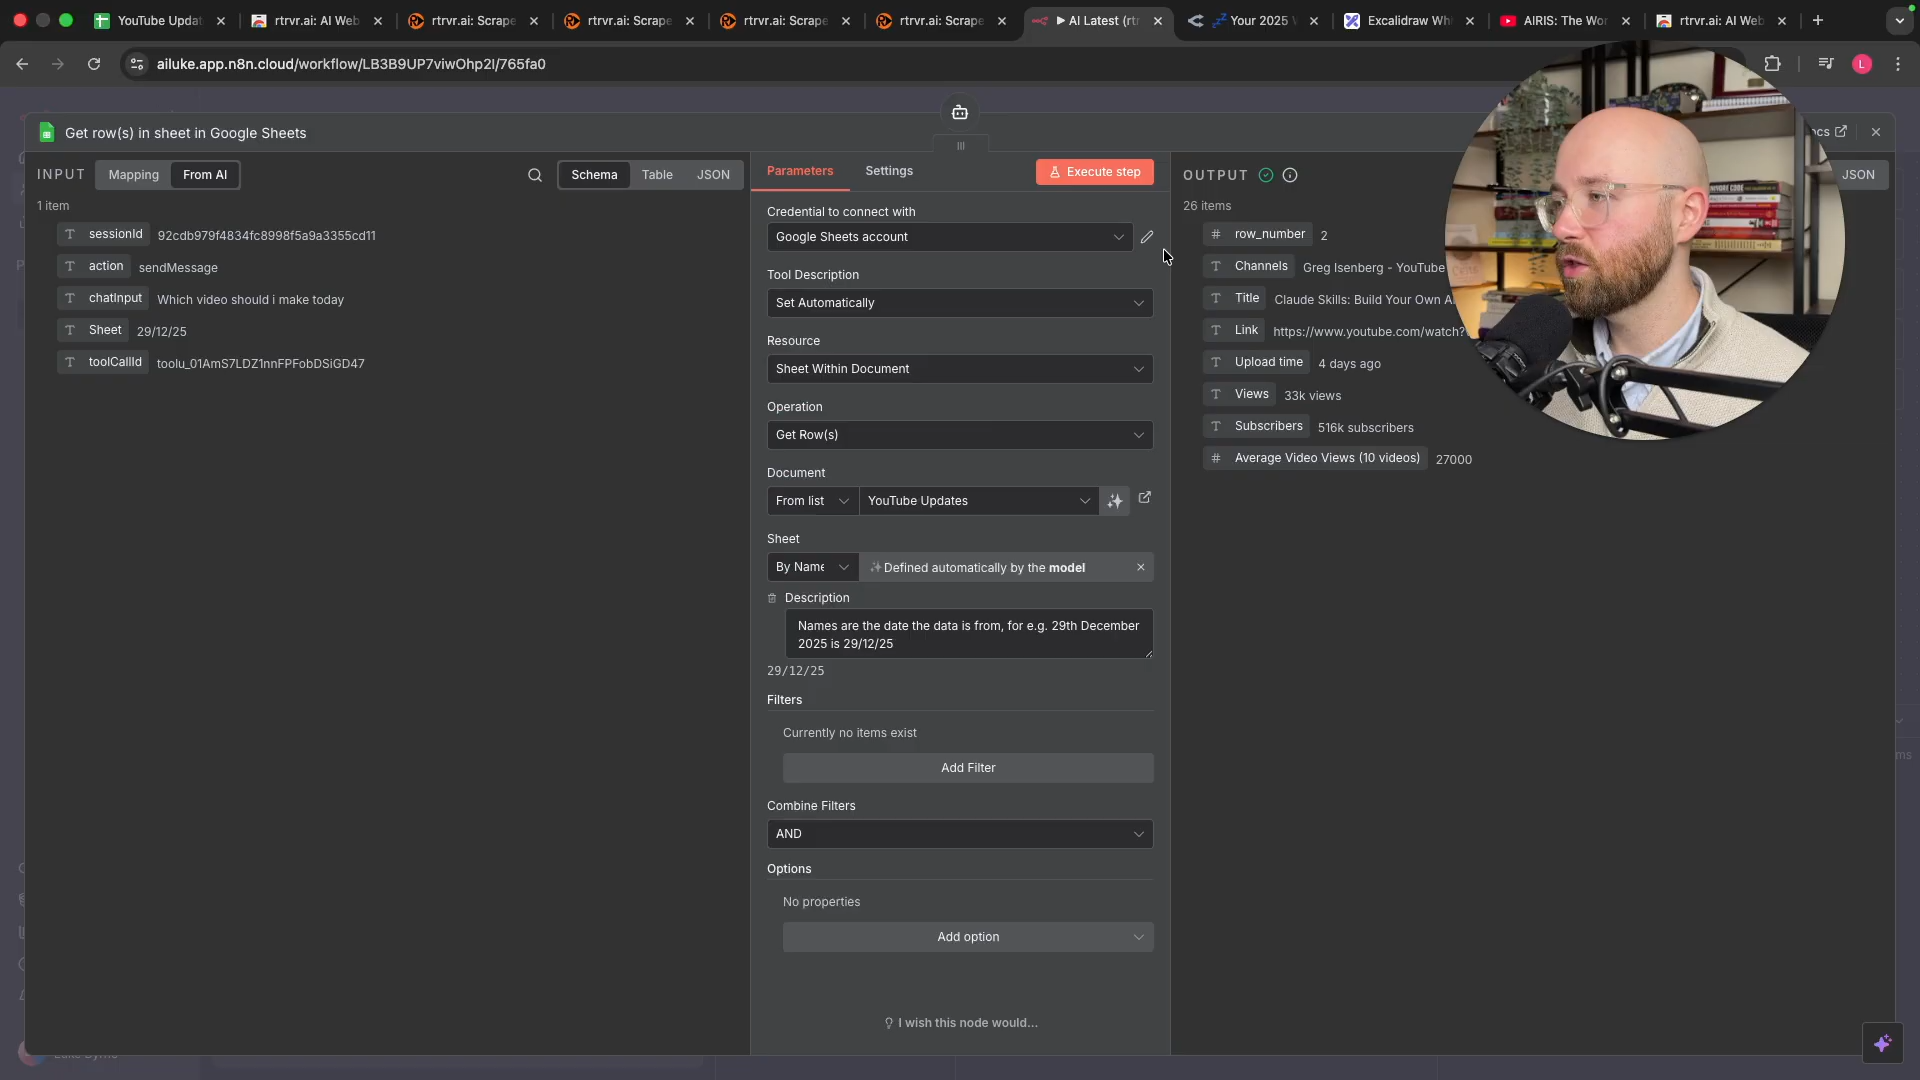 YouTube Updat
rtrvr.ai: AI Web
rtrvr.ai: Scrape
rtrvr.ai: Scrape
rtrvr.ai: Scrape
rtrvr.ai: Scrape
▶ AI Latest (rtr
💤 Your 2025
Excalidraw Wh
AIRIS: The Wor
rtrvr.ai: AI Web
ailuke.app.n8n.cloud/workflow/LB3B9UP7viwOhp2l/765fa0
L
Get row(s) in sheet in Google Sheets
ocs
INPUT
Mapping
From AI
Schema
Table
JSON
1 item
T sessionId 92cdb979f4834fc8998f5a9a3355cd11
T action sendMessage
T chatInput Which video should i make today
T Sheet 29/12/25
T toolCallId toolu_01AmS7LDZ1nnFPFobDSiGD47
Parameters
Settings
Execute step
Credential to connect with
Google Sheets account
Tool Description
Set Automatically
Resource
Sheet Within Document
Operation
Get Row(s)
Document
From list
YouTube Updates
Sheet
By Name
Defined automatically by the model
Description
Names are the date the data is from, for e.g. 29th December
2025 is 29/12/25
29/12/25
Filters
Currently no items exist
Add Filter
Combine Filters
AND
Options
No properties
Add option
I wish this node would...
OUTPUT
JSON
26 items
# row_number 2
T Channels Greg Isenberg - YouTube
T Title Claude Skills: Build Your Own A
T Link https://www.youtube.com/watch?
T Upload time 4 days ago
T Views 33k views
T Subscribers 516k subscribers
# Average Video Views (10 videos) 27000